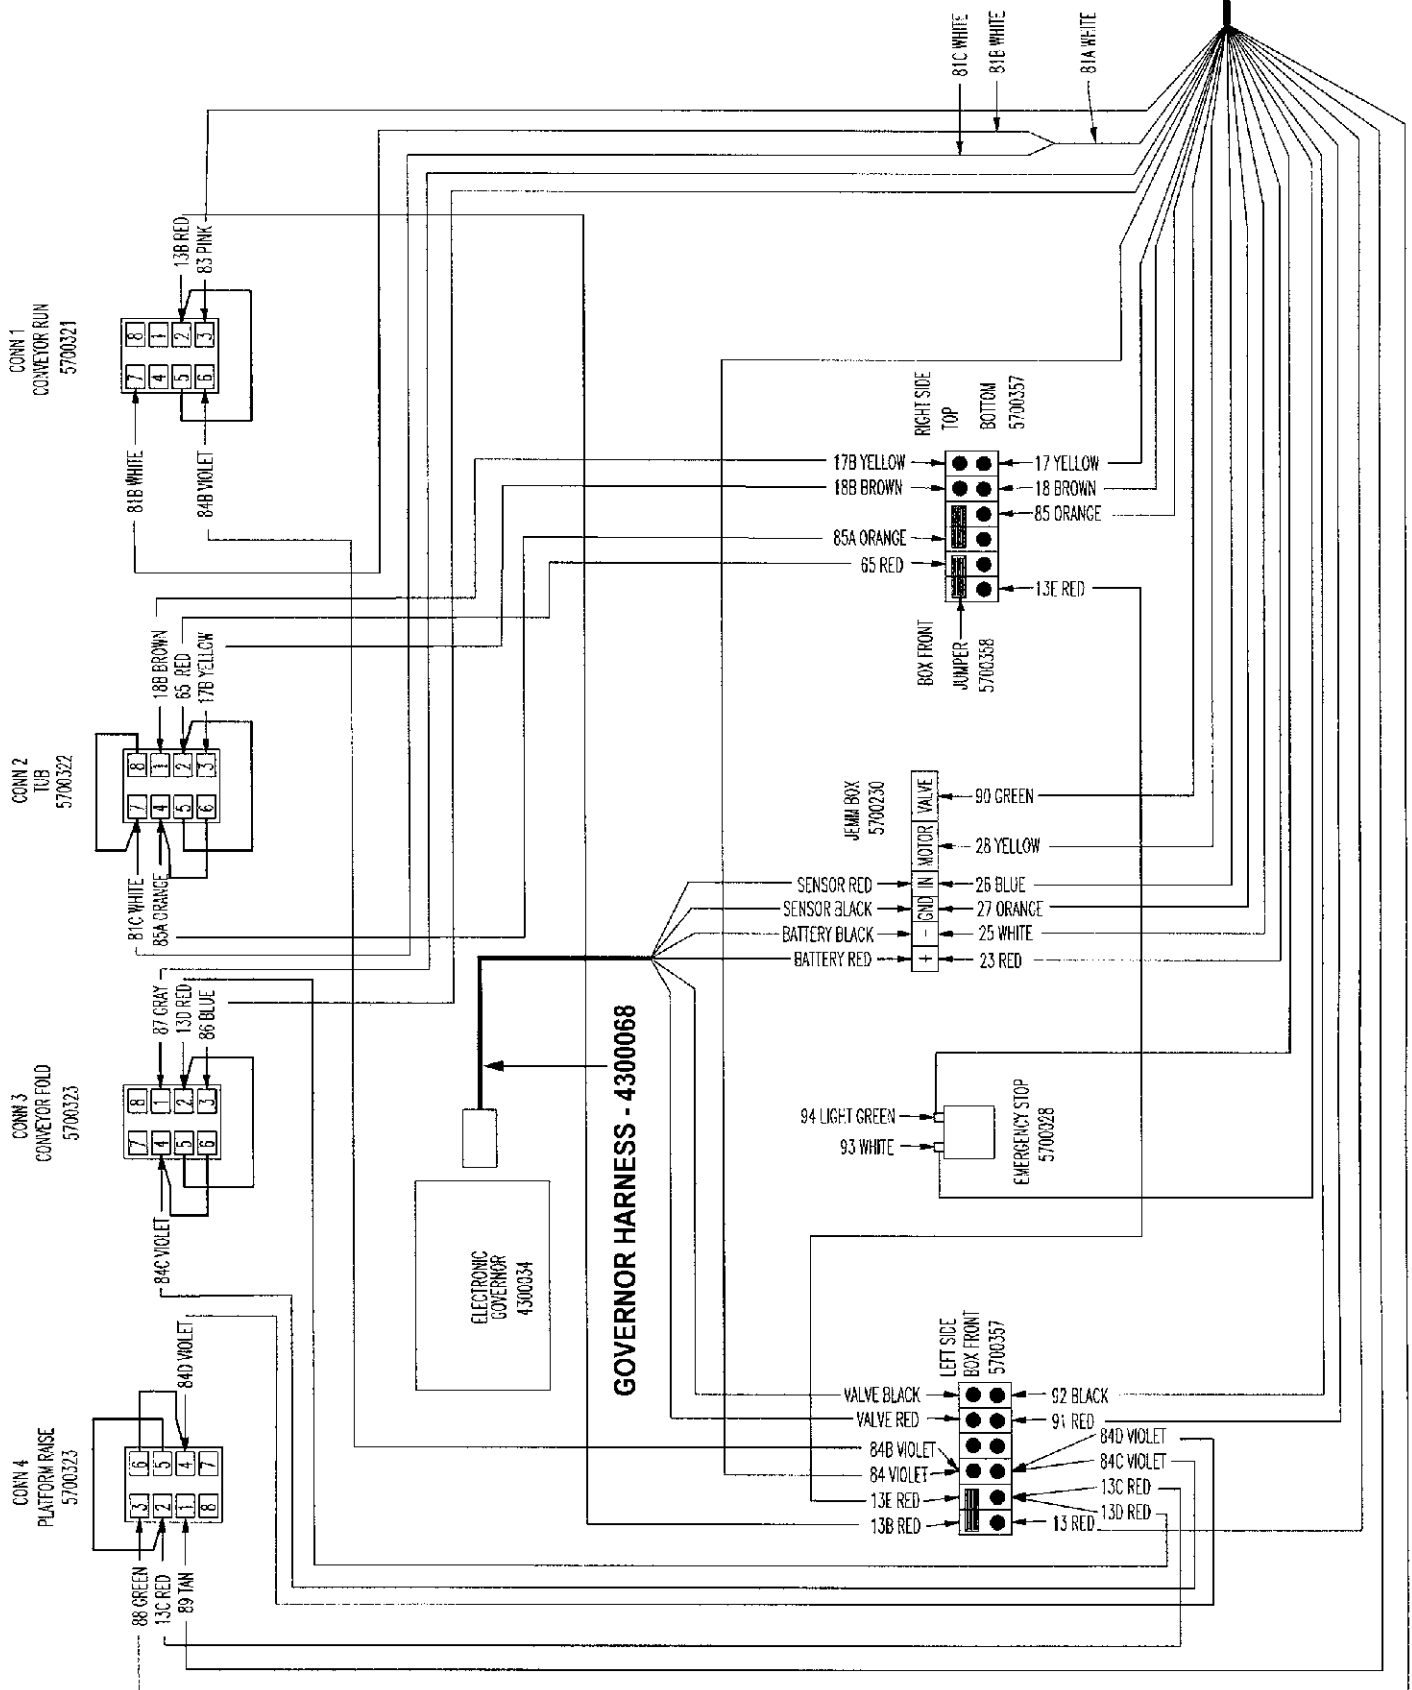 CONN 1
CONVEYOR RUN
5700321
8
1
2
3
7
4
5
6
13B RED
83 PINK
81B WHITE
84B VIOLET
81C WHITE
81B WHITE
81A WHITE
CONN 2
TUB
5700322
8
1
2
3
7
4
5
6
18B BROWN
65 RED
17B YELLOW
81C WHITE
85A ORANGE
CONN 3
CONVEYOR FOLD
5700323
8
1
2
3
7
4
5
6
87 GRAY
13D RED
86 BLUE
84C VIOLET
CONN 4
PLATFORM RAISE
5700323
6
5
4
7
3
2
1
8
84D VIOLET
88 GREEN
13C RED
89 TAN
RIGHT SIDE
TOP
BOTTOM
5700357
17B YELLOW
18B BROWN
85A ORANGE
65 RED
17 YELLOW
18 BROWN
85 ORANGE
13E RED
BOX FRONT
JUMPER
5700358
JEMM BOX
5700230
VALVE
MOTOR
IN
GND
-
+
90 GREEN
28 YELLOW
26 BLUE
27 ORANGE
25 WHITE
23 RED
SENSOR RED
SENSOR BLACK
BATTERY BLACK
BATTERY RED
GOVERNOR HARNESS - 4300068
ELECTRONIC
GOVERNOR
4300034
94 LIGHT GREEN
93 WHITE
EMERGENCY STOP
5700028
LEFT SIDE
BOX FRONT
5700357
VALVE BLACK
VALVE RED
84B VIOLET
84 VIOLET
13E RED
13B RED
92 BLACK
91 RED
84D VIOLET
84C VIOLET
13C RED
13D RED
13 RED